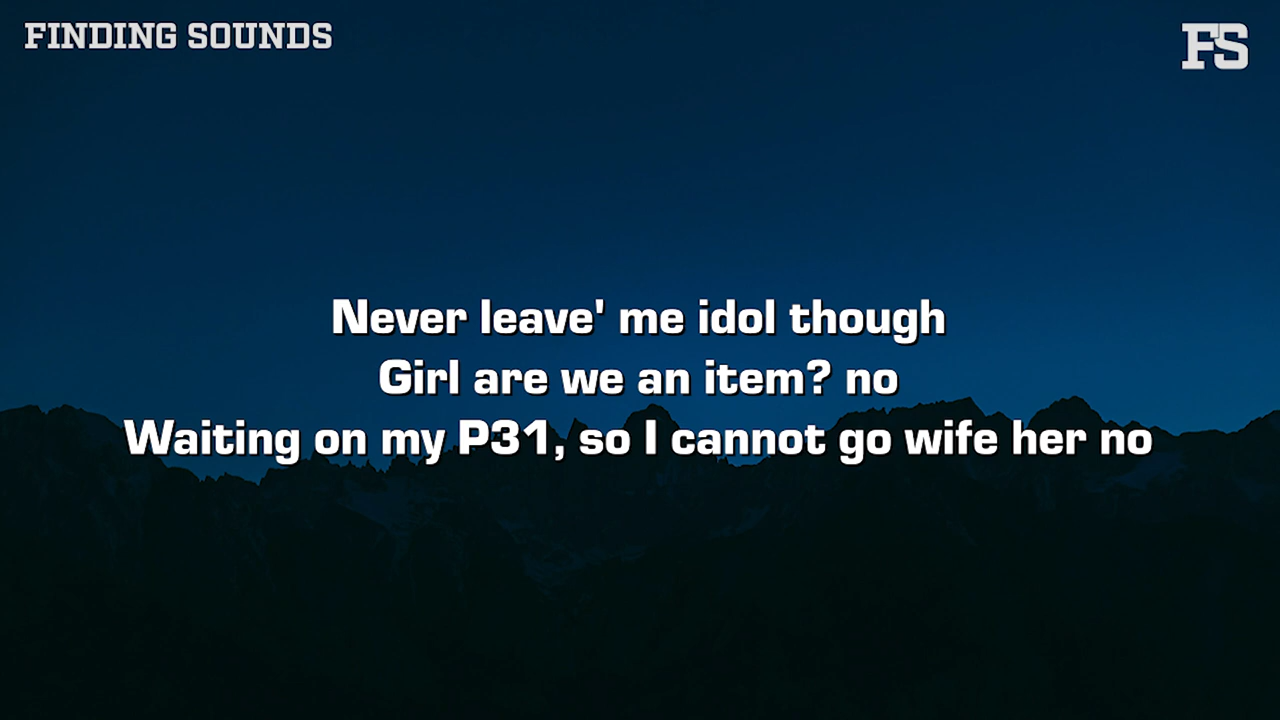 FINDING SOUNDS
FS
Never leave' me idol though
Girl are we an item? no
Waiting on my P31, so I cannot go wife her no